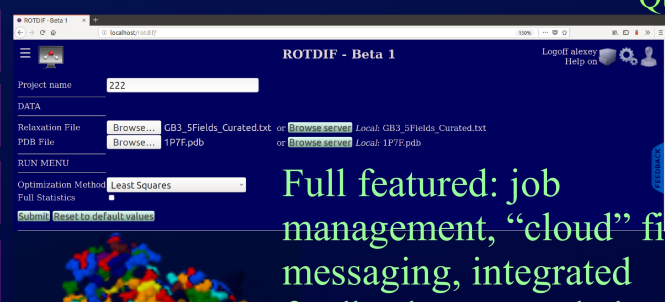 ROTDIF - Beta 1
localhost/rotdif/
150%
ROTDIF - Beta 1
Logoff alexey
Help on
Project name 222
DATA
Relaxation File Browse... GB3_5Fields_Curated.txt or Browse server Local: GB3_5Fields_Curated.txt
PDB File Browse... 1P7F.pdb or Browse server Local: 1P7F.pdb
RUN MENU
Optimization Method Least Squares
Full Statistics
Submit Reset to default values
FEEDBACK
Full featured: job
management, “cloud” fi
messaging, integrated